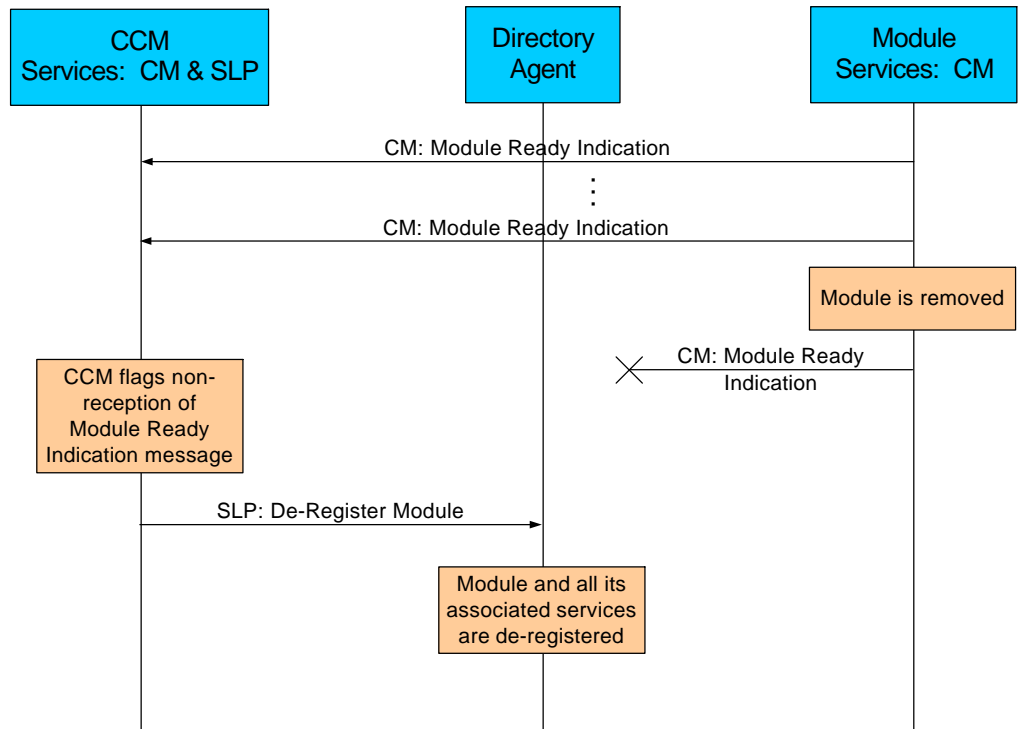 CCM
Services:  CM & SLP
Directory
Agent
Module
Services:  CM
CM: Module Ready Indication
CM: Module Ready Indication
Module is removed
CM: Module Ready
Indication
CCM flags non-
reception of
Module Ready
Indication message
SLP: De-Register Module
Module and all its
associated services
are de-registered